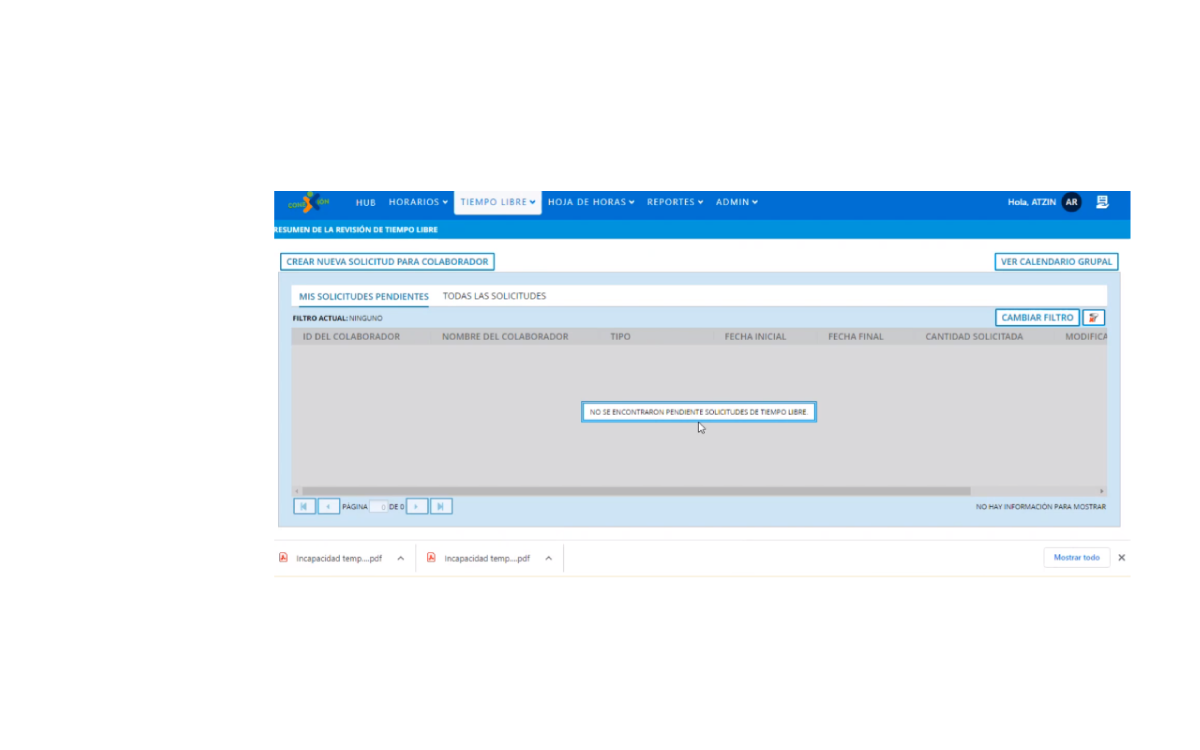 HUB HORARIOS TIEMPO LIBRE HOJA DE HORAS REPORTES ADMIN Hola, ATZIN AR
RESUMEN DE LA REVISIÓN DE TIEMPO LIBRE
CREAR NUEVA SOLICITUD PARA COLABORADOR VER CALENDARIO GRUPAL
MIS SOLICITUDES PENDIENTES TODAS LAS SOLICITUDES
FILTRO ACTUAL: NINGUNO CAMBIAR FILTRO
ID DEL COLABORADOR NOMBRE DEL COLABORADOR TIPO FECHA INICIAL FECHA FINAL CANTIDAD SOLICITADA MODIFICA
NO SE ENCONTRARON PENDIENTE SOLICITUDES DE TIEMPO LIBRE.
PÁGINA 0 DE 0 NO HAY INFORMACIÓN PARA MOSTRAR
Incapacidad temp....pdf Incapacidad temp....pdf Mostrar todo